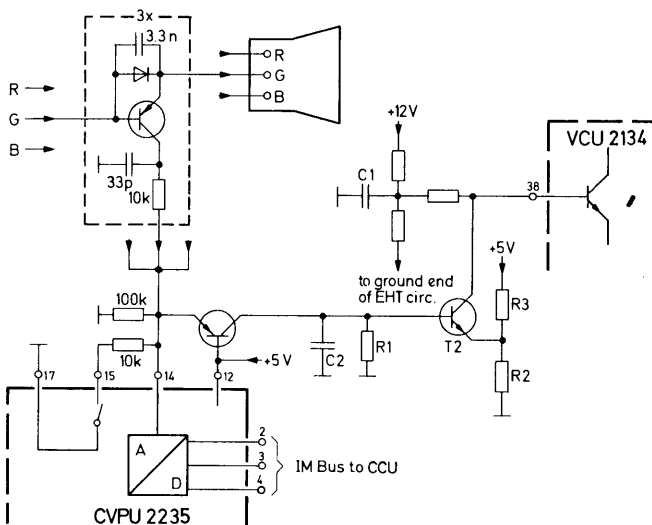 3x
3.3 n
R
G
B
R
G
B
33p
10k
+12V
VCU 2134
C1
38
+5V
to ground end
of EHT circ.
R3
100k
T2
10k
+5V
C2
R1
R2
17
15
14
12
A
D
2
3
4
IM Bus to CCU
CVPU 2235